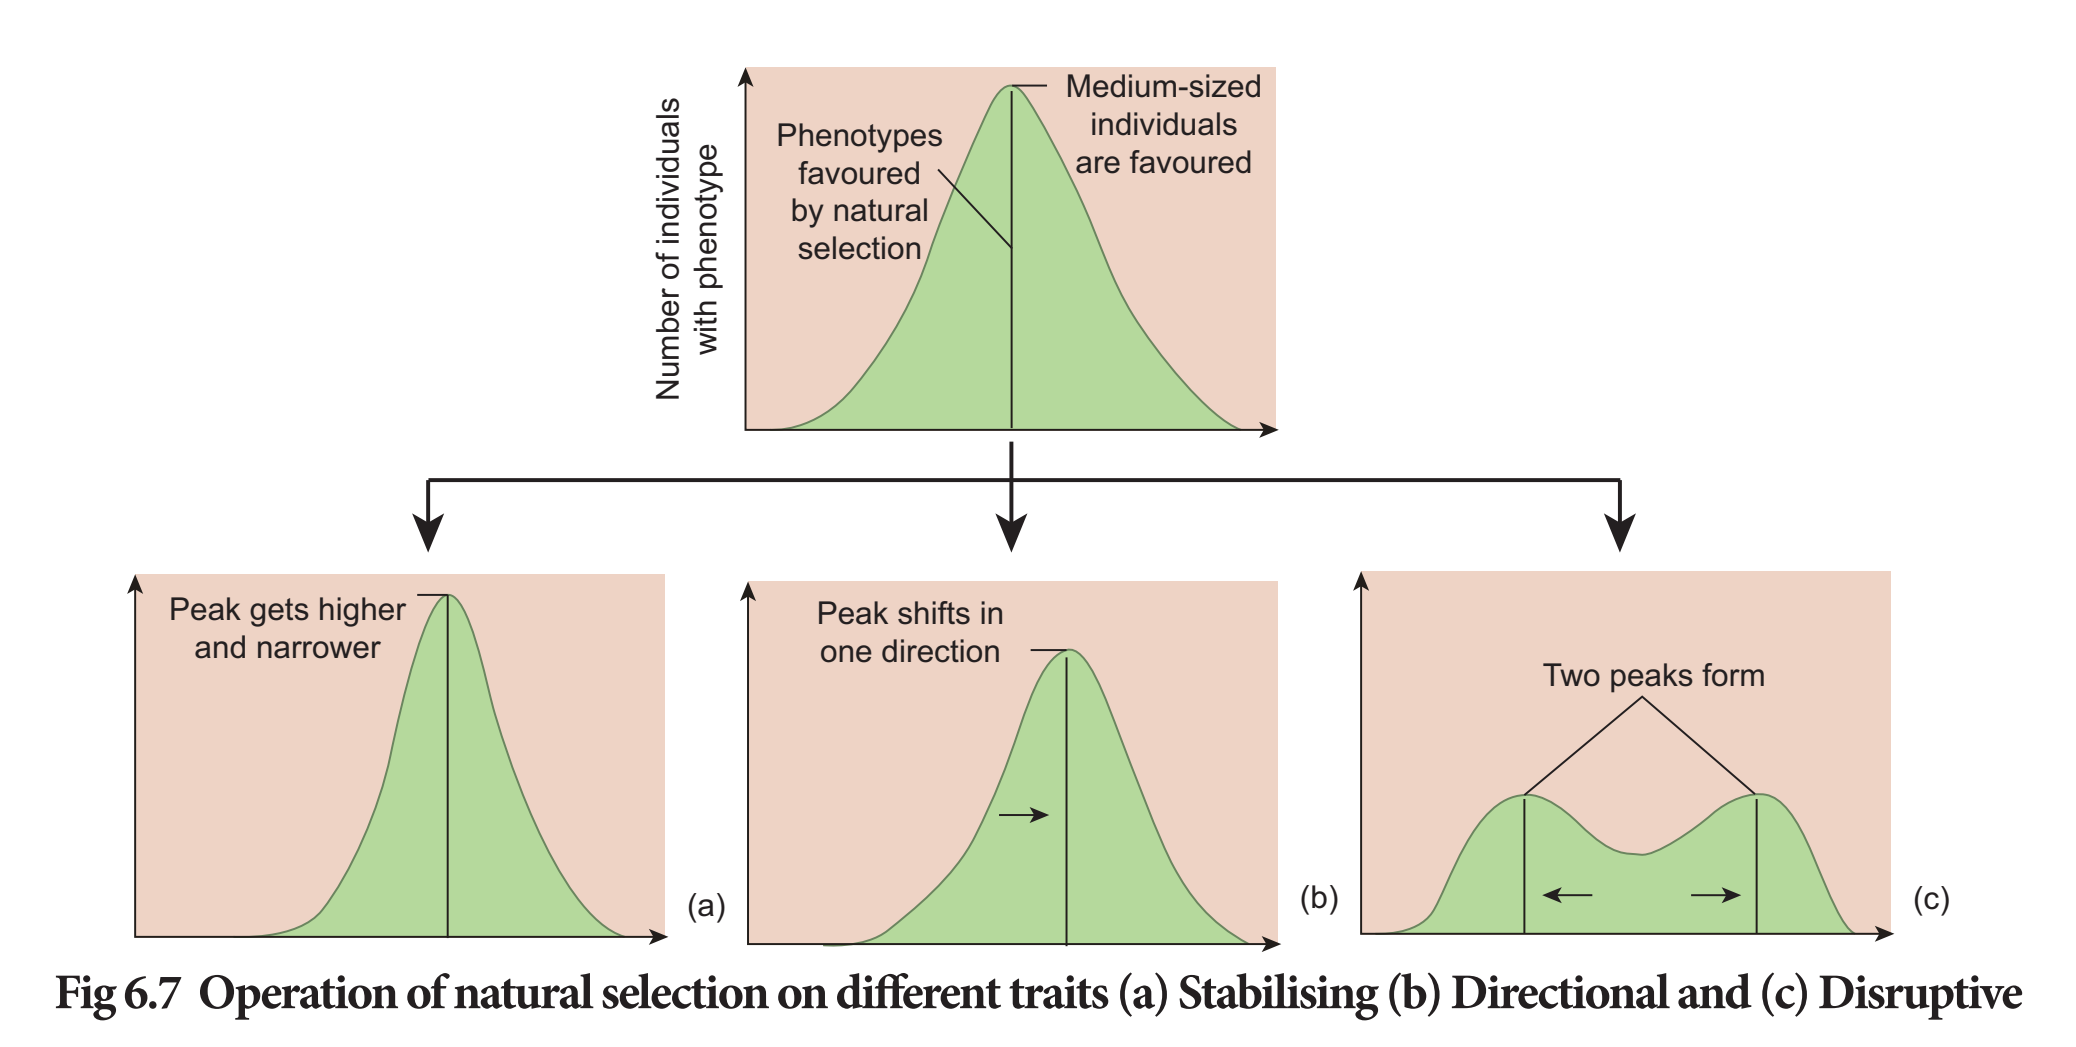 Number of individuals
with phenotype
Phenotypes
favoured
by natural
selection
Medium-sized
individuals
are favoured
Peak gets higher
and narrower
(a)
Peak shifts in
one direction
(b)
Two peaks form
(c)
Fig 6.7 Operation of natural selection on different traits (a) Stabilising (b) Directional and (c) Disruptive